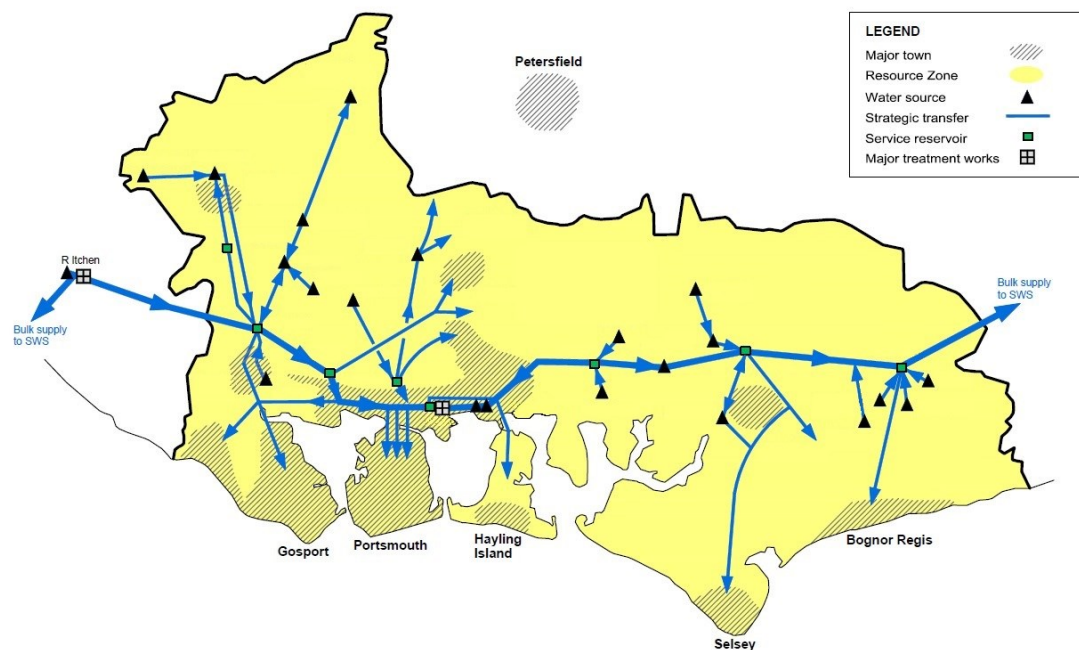 LEGEND
Major town
Resource Zone
Water source
Strategic transfer
Service reservoir
Major treatment works
Petersfield
R Itchen
Bulk supply
to SWS
Bulk supply
to SWS
Gosport
Portsmouth
Hayling
Island
Bognor Regis
Selsey